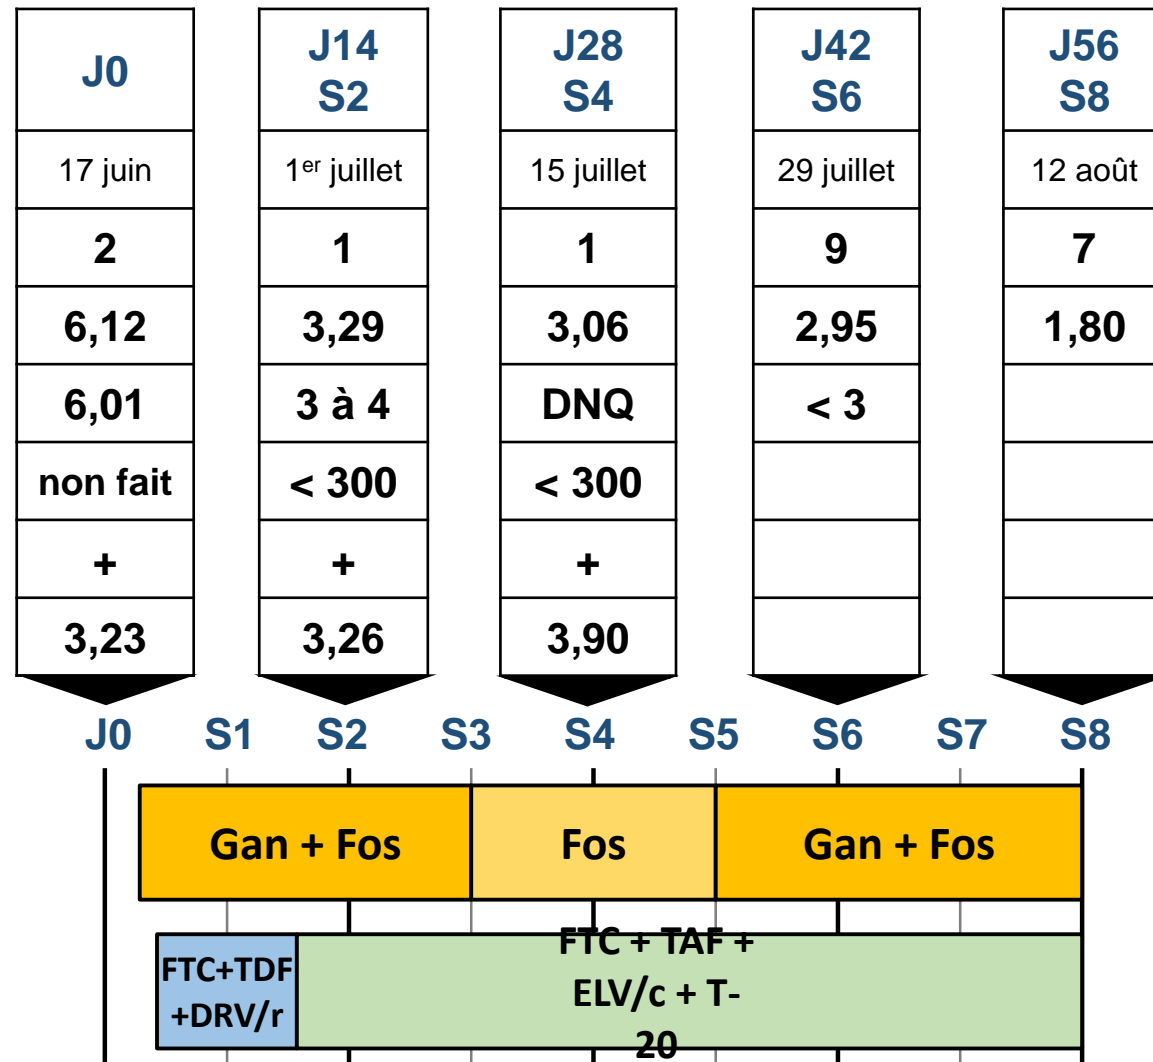 J0
J14
S2
J28
S4
J42
S6
J56
S8
17 juin
1er juillet
15 juillet
29 juillet
12 août
2
1
1
9
7
6,12
3,29
3,06
2,95
1,80
6,01
3 à 4
DNQ
< 3
non fait
< 300
< 300
+
+
+
3,23
3,26
3,90
J0 S1 S2 S3 S4 S5 S6 S7 S8
Gan + Fos
Fos
Gan + Fos
FTC+TDF
+DRV/r
FTC + TAF +
ELV/c + T-
20